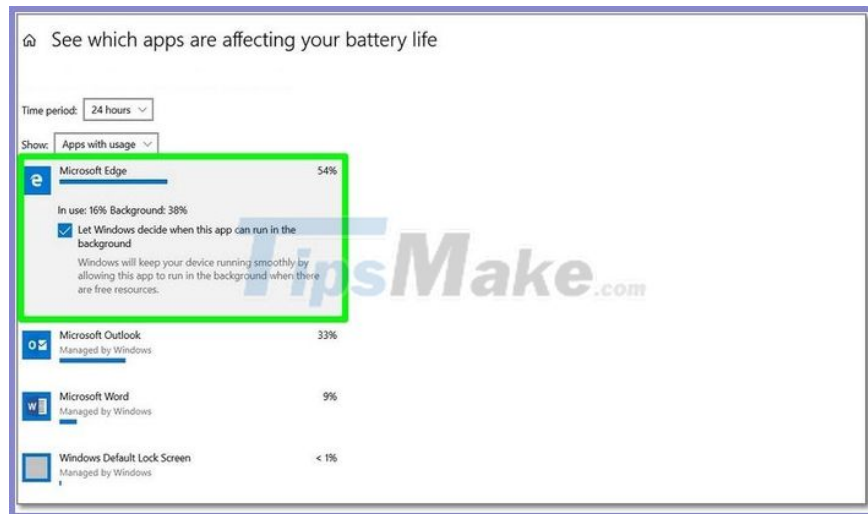 See which apps are affecting your battery life
Time period: 24 hours
Show: Apps with usage
Microsoft Edge 54%
In use: 16% Background: 38%
Let Windows decide when this app can run in the
background
Windows will keep your device running smoothly by
allowing this app to run in the background when there
are free resources.
TipsMake.com
Microsoft Outlook 33%
Managed by Windows
Microsoft Word 9%
Managed by Windows
Windows Default Lock Screen < 1%
Managed by Windows